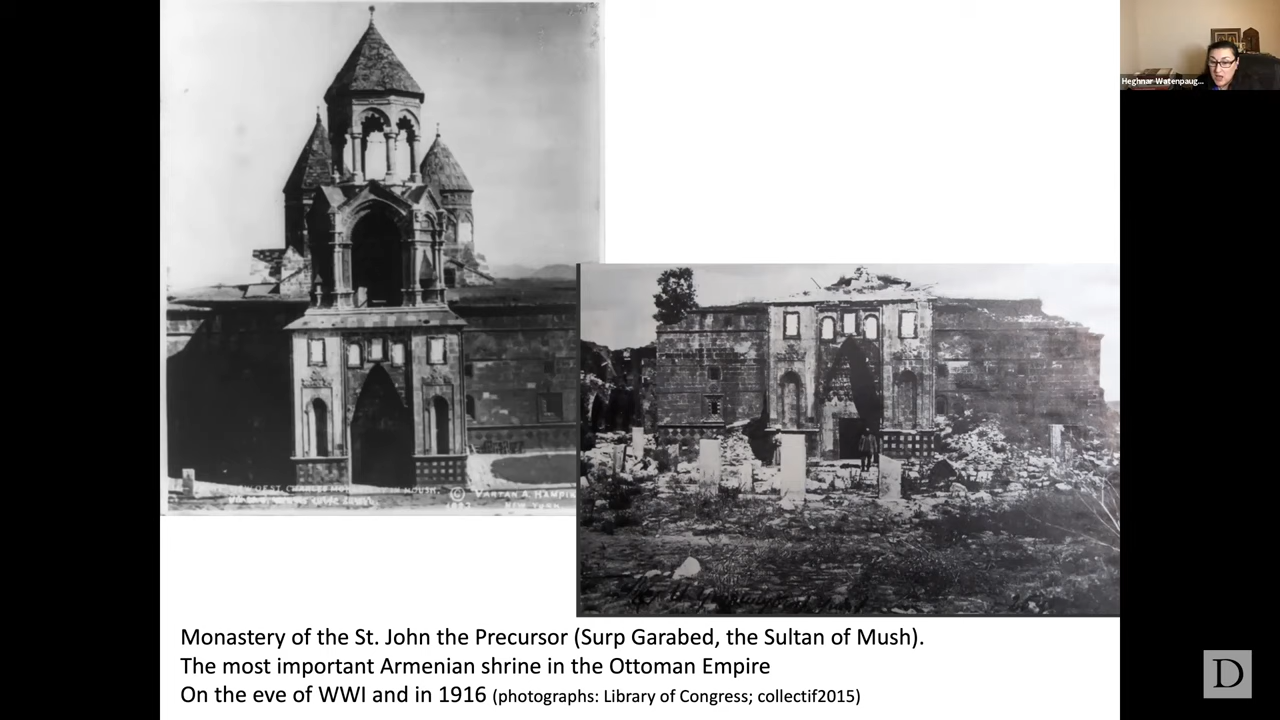 Heghnar Watenpaug...
© VARTAN A. HAMPIK
NEW YORK
Monastery of the St. John the Precursor (Surp Garabed, the Sultan of Mush).
The most important Armenian shrine in the Ottoman Empire
On the eve of WWI and in 1916 (photographs: Library of Congress; collectif2015)
D